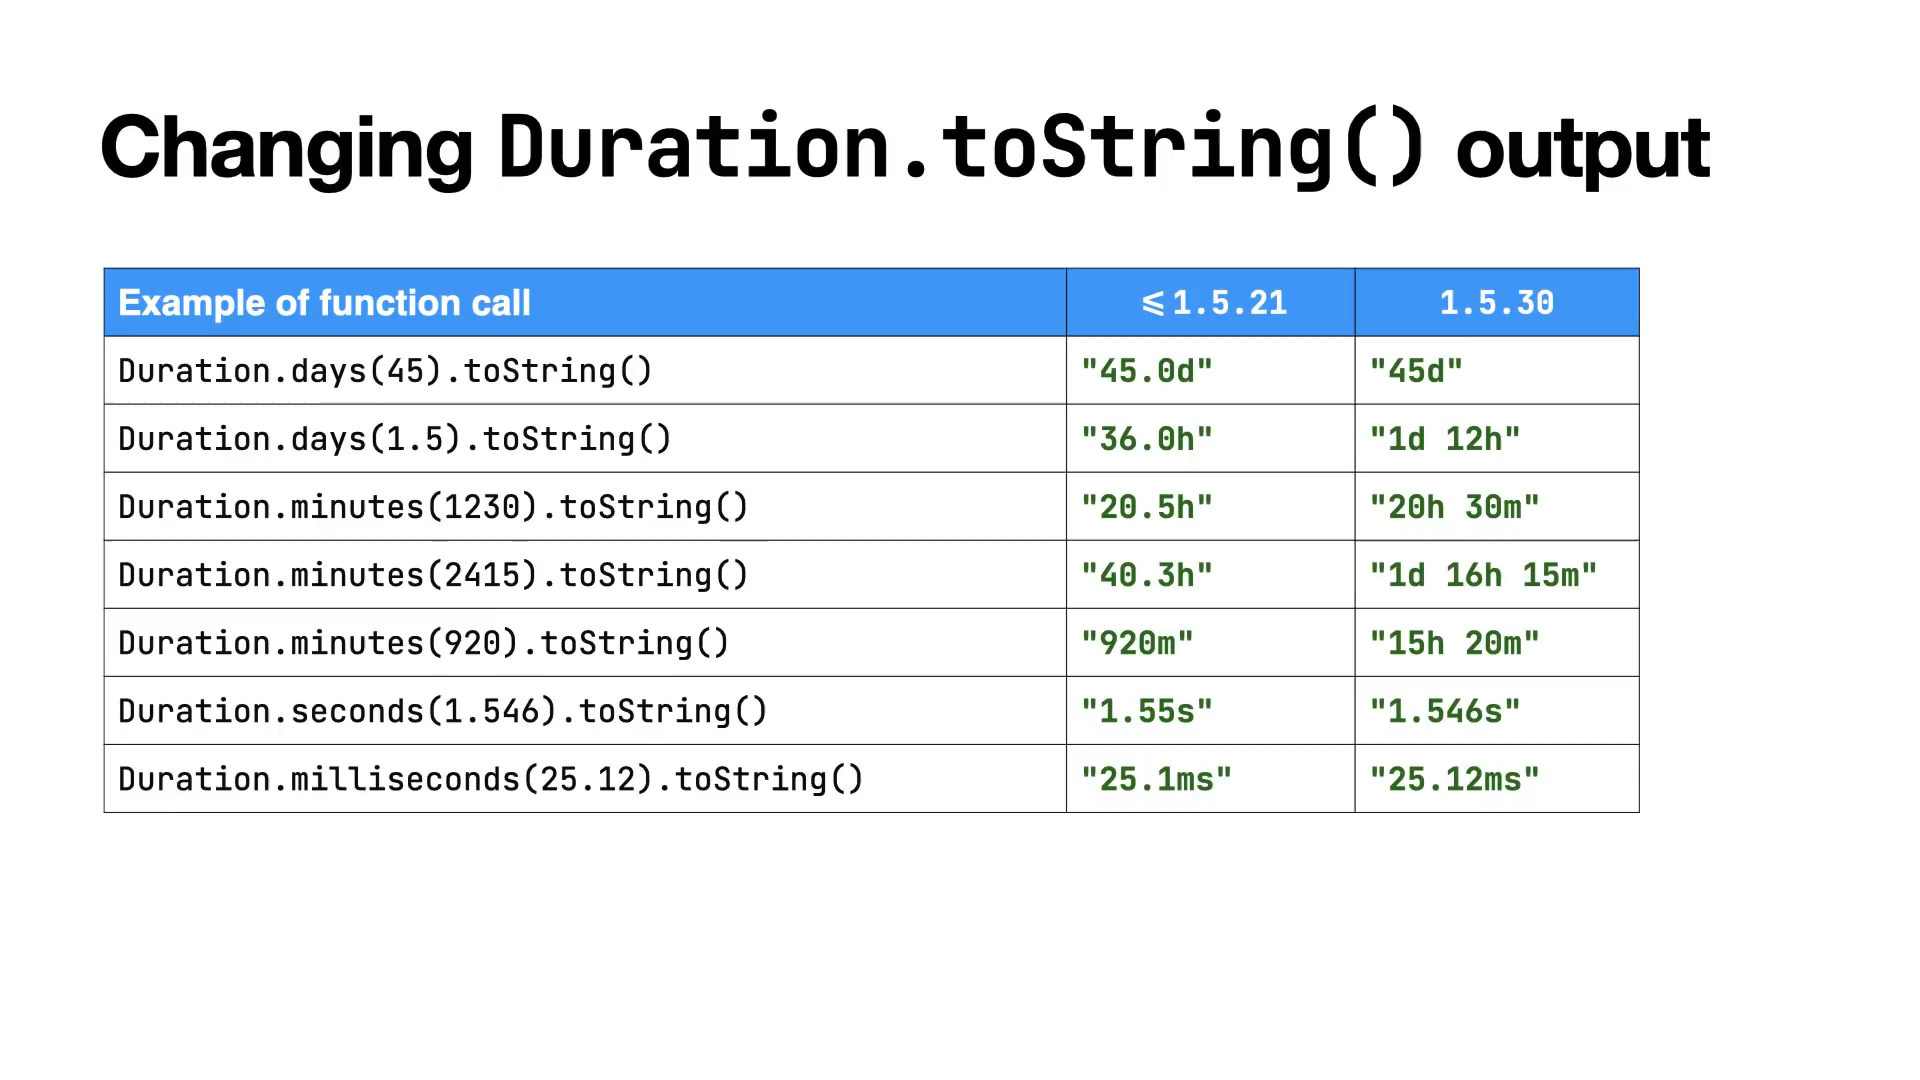 Changing Duration.toString() output
Example of function call ⩽1.5.21 1.5.30
Duration.days(45).toString() "45.0d" "45d"
Duration.days(1.5).toString() "36.0h" "1d 12h"
Duration.minutes(1230).toString() "20.5h" "20h 30m"
Duration.minutes(2415).toString() "40.3h" "1d 16h 15m"
Duration.minutes(920).toString() "920m" "15h 20m"
Duration.seconds(1.546).toString() "1.55s" "1.546s"
Duration.milliseconds(25.12).toString() "25.1ms" "25.12ms"